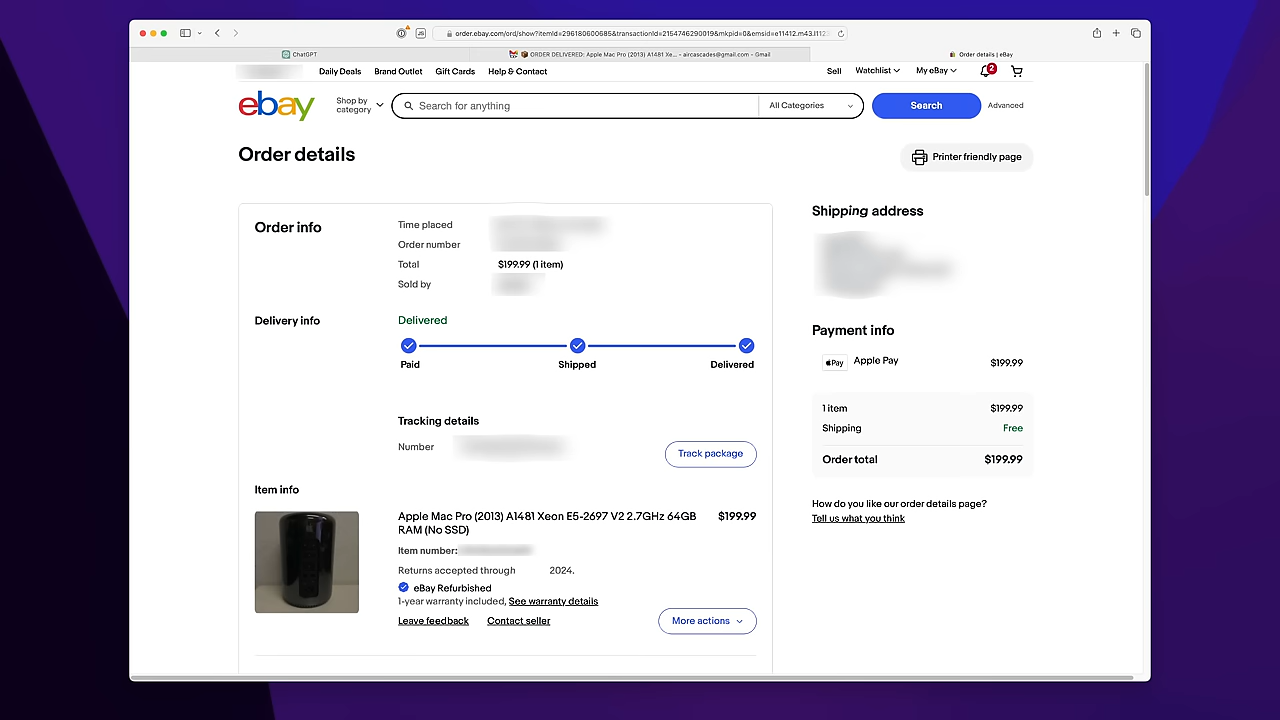 order.ebay.com/ord/show?itemId=296180600685&transactionId=2154746290019&mkpid=0&emsid=e11412.m43.l1123
ChatGPT
ORDER DELIVERED: Apple Mac Pro (2013) A1481 Xe... - aircascades@gmail.com - Gmail
Order details | eBay
Daily Deals Brand Outlet Gift Cards Help & Contact
Sell Watchlist My eBay 2
ebay
Shop by
category
Search for anything
All Categories
Search
Advanced
Order details
Printer friendly page
Order info
Time placed
Order number
Total $199.99 (1 item)
Sold by
Delivery info
Delivered
Paid Shipped Delivered
Tracking details
Number
Track package
Item info
Apple Mac Pro (2013) A1481 Xeon E5-2697 V2 2.7GHz 64GB
RAM (No SSD)
$199.99
Item number:
Returns accepted through 2024.
eBay Refurbished
1-year warranty included, See warranty details
Leave feedback Contact seller
More actions
Shipping address
Payment info
Pay Apple Pay $199.99
1 item $199.99
Shipping Free
Order total $199.99
How do you like our order details page?
Tell us what you think